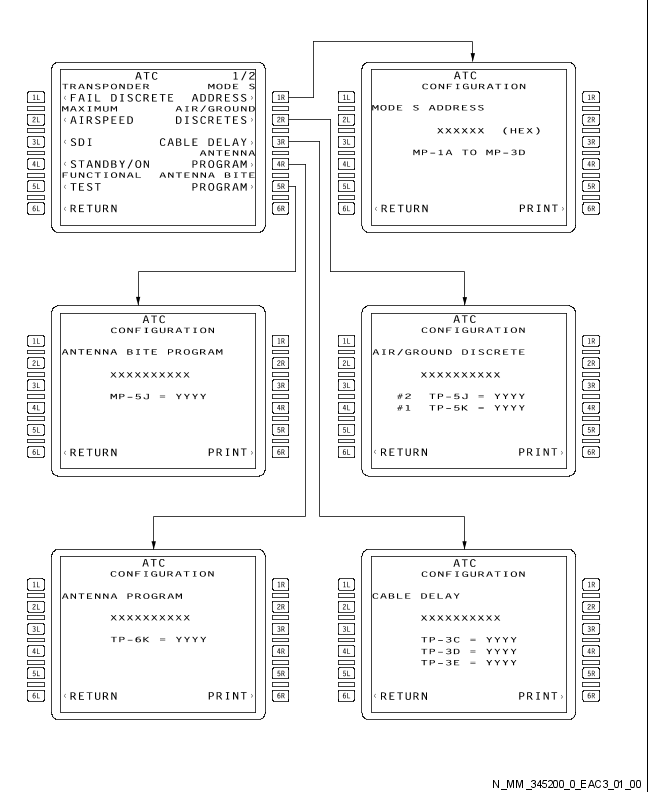 ATC 1/2
TRANSPONDER MODE S
1L ‹FAIL DISCRETE ADDRESS› 1R
MAXIMUM AIR/GROUND
2L ‹AIRSPEED DISCRETES› 2R
3L ‹SDI CABLE DELAY› 3R
ANTENNA
4L ‹STANDBY/ON PROGRAM› 4R
FUNCTIONAL ANTENNA BITE
5L ‹TEST PROGRAM› 5R
6L ‹RETURN 6R
ATC
CONFIGURATION
1L 1R
MODE S ADDRESS
2L 2R
XXXXXX (HEX)
3L 3R
MP-1A TO MP-3D
4L 4R
5L 5R
6L ‹RETURN PRINT› 6R
ATC
CONFIGURATION
1L 1R
ANTENNA BITE PROGRAM
2L 2R
XXXXXXXXXX
3L 3R
MP-5J = YYYY
4L 4R
5L 5R
6L ‹RETURN PRINT› 6R
ATC
CONFIGURATION
1L 1R
AIR/GROUND DISCRETE
2L 2R
XXXXXXXXXX
3L 3R
#2 TP-5J = YYYY
4L #1 TP-5K = YYYY 4R
5L 5R
6L ‹RETURN PRINT› 6R
ATC
CONFIGURATION
1L 1R
ANTENNA PROGRAM
2L 2R
XXXXXXXXXX
3L 3R
TP-6K = YYYY
4L 4R
5L 5R
6L ‹RETURN PRINT› 6R
ATC
CONFIGURATION
1L 1R
CABLE DELAY
2L 2R
XXXXXXXXXX
3L 3R
TP-3C = YYYY
4L TP-3D = YYYY 4R
TP-3E = YYYY
5L 5R
6L ‹RETURN PRINT› 6R
N_MM_345200_0_EAC3_01_00